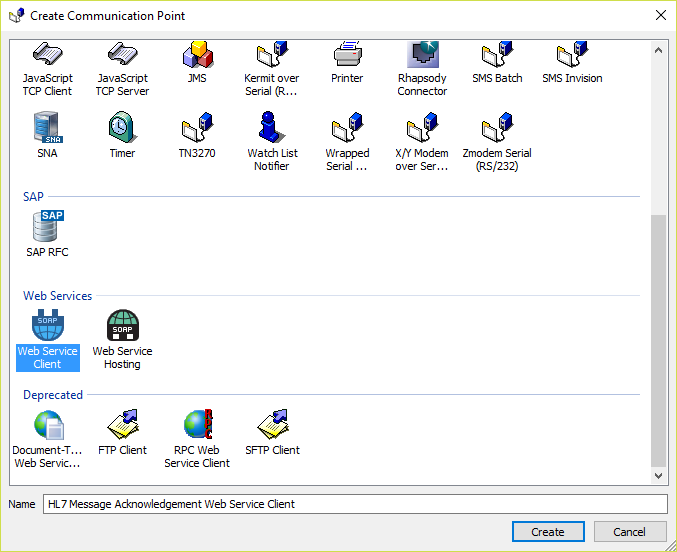 Create Communication Point
JavaScript TCP Client
JavaScript TCP Server
JMS
Kermit over Serial (R...
Printer
Rhapsody Connector
SMS Batch
SMS Invision
SNA
SNA
Timer
TN3270
Watch List Notifier
Wrapped Serial ...
X/Y Modem over Ser...
Zmodem Serial (RS/232)
SAP
SAP
SAP RFC
Web Services
SOAP
Web Service Client
SOAP
Web Service Hosting
Deprecated
Document-T... Web Servic...
FTP Client
RPC
RPC Web Service Client
SFTP Client
Name
HL7 Message Acknowledgement Web Service Client
Create
Cancel